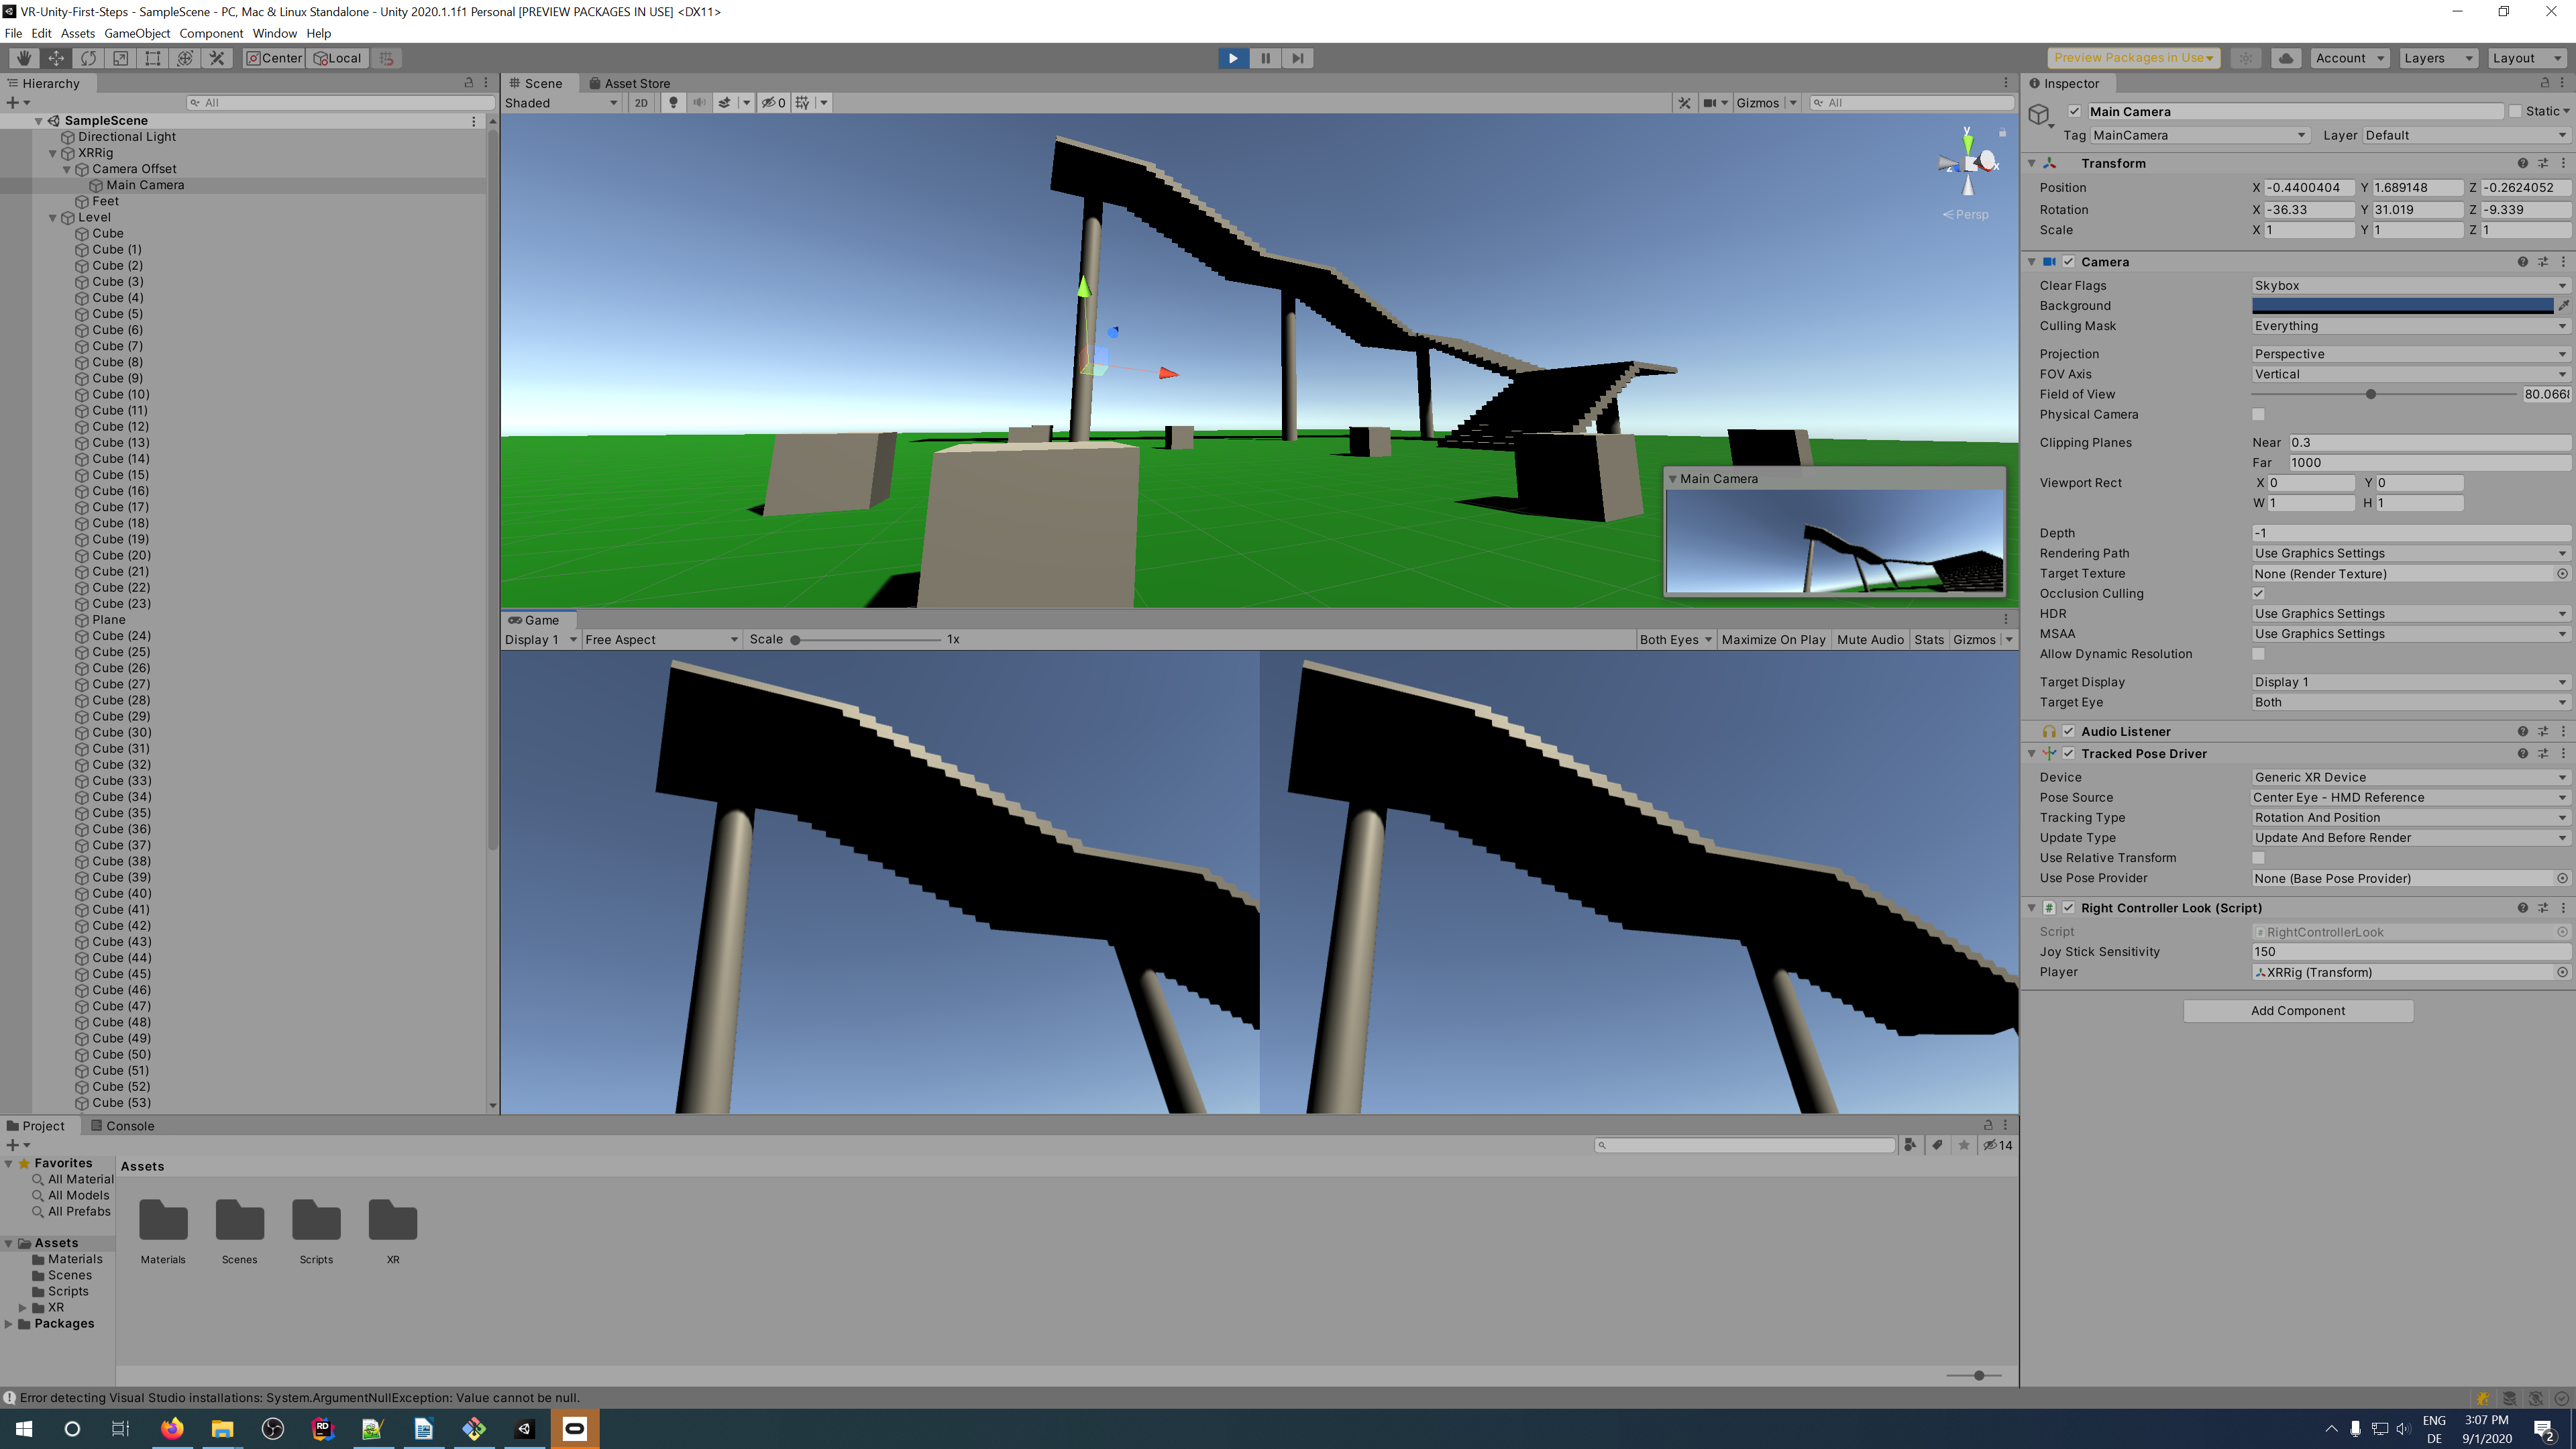 VR-Unity-First-Steps - SampleScene - PC, Mac & Linux Standalone - Unity 2020.1.1f1 Personal [PREVIEW PACKAGES IN USE] <DX11>
File Edit Assets GameObject Component Window Help
Center Local Preview Packages in Use Account Layers Layout
Hierarchy
All
SampleScene
Directional Light
XRRig
Camera Offset
Main Camera
Feet
Level
Cube
Cube (1)
Cube (2)
Cube (3)
Cube (4)
Cube (5)
Cube (6)
Cube (7)
Cube (8)
Cube (9)
Cube (10)
Cube (11)
Cube (12)
Cube (13)
Cube (14)
Cube (15)
Cube (16)
Cube (17)
Cube (18)
Cube (19)
Cube (20)
Cube (21)
Cube (22)
Cube (23)
Plane
Cube (24)
Cube (25)
Cube (26)
Cube (27)
Cube (28)
Cube (29)
Cube (30)
Cube (31)
Cube (32)
Cube (33)
Cube (34)
Cube (35)
Cube (36)
Cube (37)
Cube (38)
Cube (39)
Cube (40)
Cube (41)
Cube (42)
Cube (43)
Cube (44)
Cube (45)
Cube (46)
Cube (47)
Cube (48)
Cube (49)
Cube (50)
Cube (51)
Cube (52)
Cube (53)
Scene Asset Store
Shaded 2D 0 Gizmos All
y
x
z
Persp
Main Camera
Game
Display 1 Free Aspect Scale 1x Both Eyes Maximize On Play Mute Audio Stats Gizmos
Inspector
Main Camera Static
Tag MainCamera Layer Default
Transform
Position X -0.4400404 Y 1.689148 Z -0.2624052
Rotation X -36.33 Y 31.019 Z -9.339
Scale X 1 Y 1 Z 1
Camera
Clear Flags Skybox
Background
Culling Mask Everything
Projection Perspective
FOV Axis Vertical
Field of View 80.066
Physical Camera
Clipping Planes Near 0.3
Far 1000
Viewport Rect X 0 Y 0
W 1 H 1
Depth -1
Rendering Path Use Graphics Settings
Target Texture None (Render Texture)
Occlusion Culling
HDR Use Graphics Settings
MSAA Use Graphics Settings
Allow Dynamic Resolution
Target Display Display 1
Target Eye Both
Audio Listener
Tracked Pose Driver
Device Generic XR Device
Pose Source Center Eye - HMD Reference
Tracking Type Rotation And Position
Update Type Update And Before Render
Use Relative Transform
Use Pose Provider None (Base Pose Provider)
Right Controller Look (Script)
Script RightControllerLook
Joy Stick Sensitivity 150
Player XRRig (Transform)
Add Component
Project Console
14
Favorites
All Material
All Models
All Prefabs
Assets
Materials
Scenes
Scripts
XR
Packages
Assets
Materials Scenes Scripts XR
Error detecting Visual Studio installations: System.ArgumentNullException: Value cannot be null.
RD
ENG
DE
3:07 PM
9/1/2020
2